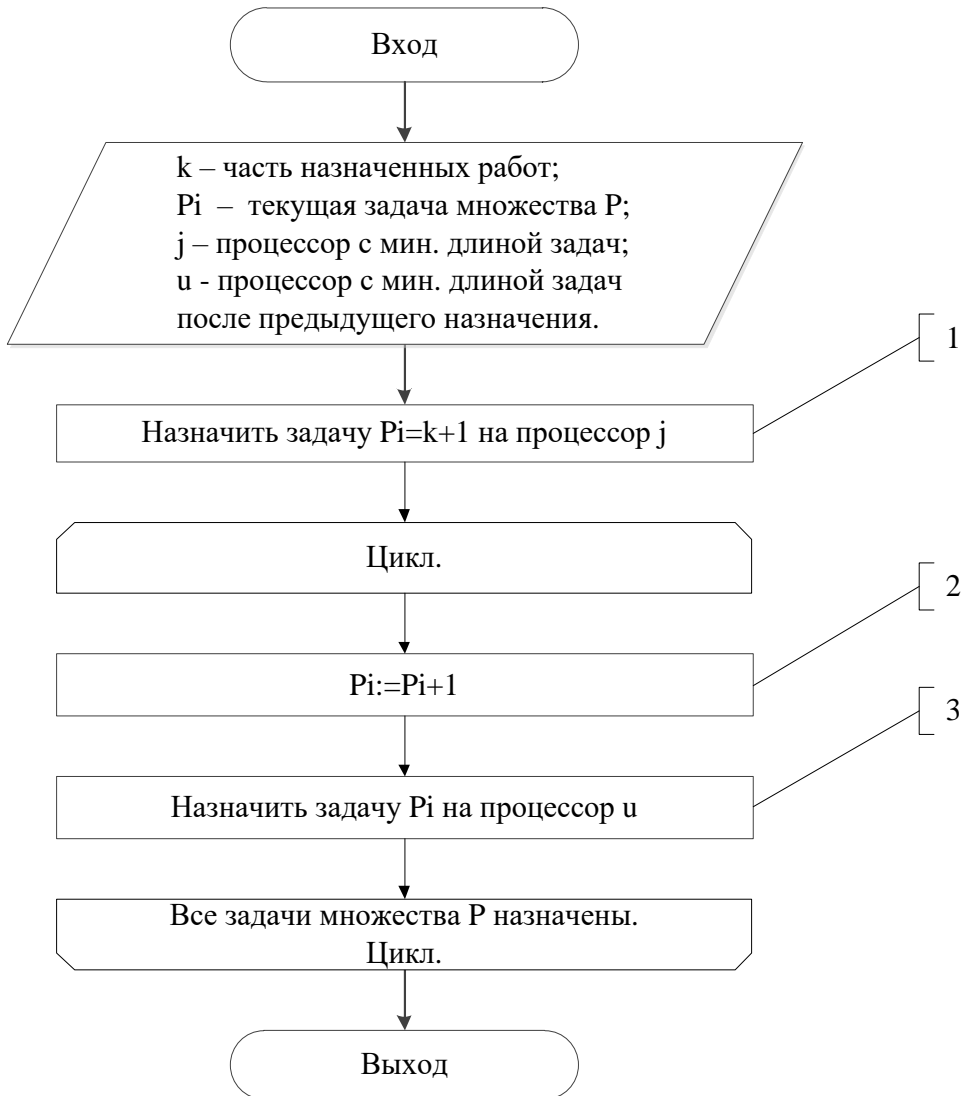 Вход
k – часть назначенных работ;
Pi – текущая задача множества P;
j – процессор с мин. длиной задач;
u - процессор с мин. длиной задач
после предыдущего назначения.
1
Назначить задачу Pi=k+1 на процессор j
Цикл.
2
Pi:=Pi+1
3
Назначить задачу Pi на процессор u
Все задачи множества P назначены.
Цикл.
Выход